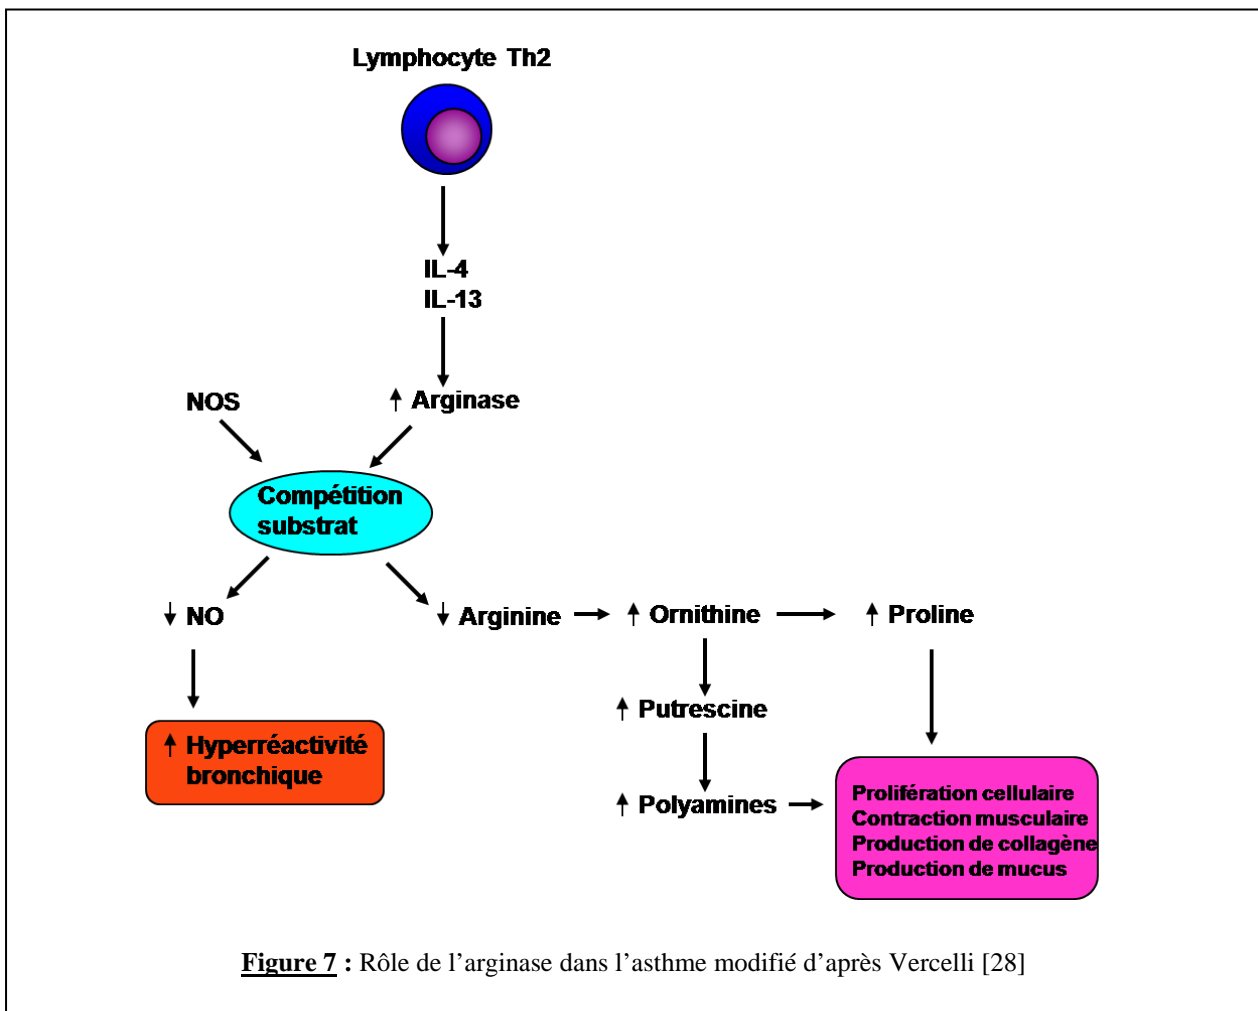 Lymphocyte Th2
IL-4
IL-13
NOS
↑ Arginase
Compétition
substrat
↓ NO
↓ Arginine
↑ Ornithine
↑ Proline
↑ Putrescine
↑ Hyperréactivité
bronchique
↑ Polyamines
Prolifération cellulaire
Contraction musculaire
Production de collagène
Production de mucus
Figure 7 : Rôle de l’arginase dans l’asthme modifié d’après Vercelli [28]